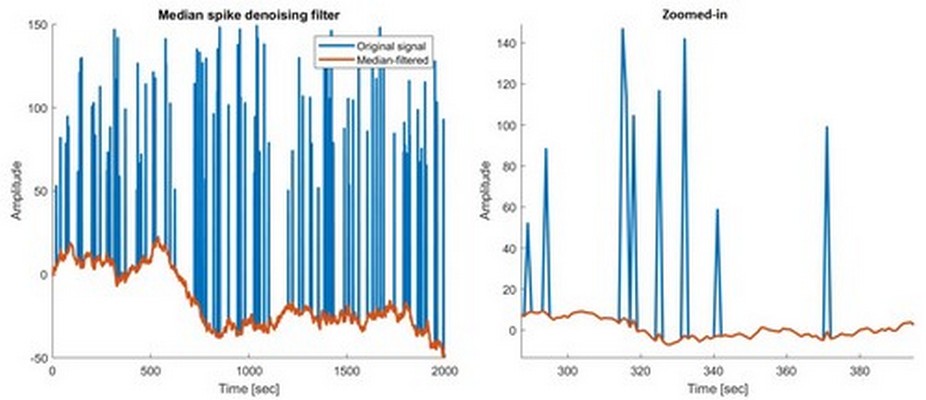 Median spike denoising filter
150
100
50
0
-50
Amplitude
Original signal
Median-filtered
0
500
1000
1500
2000
Time [sec]
Zoomed-in
140
120
100
80
60
40
20
0
Amplitude
300
320
340
360
380
Time [sec]